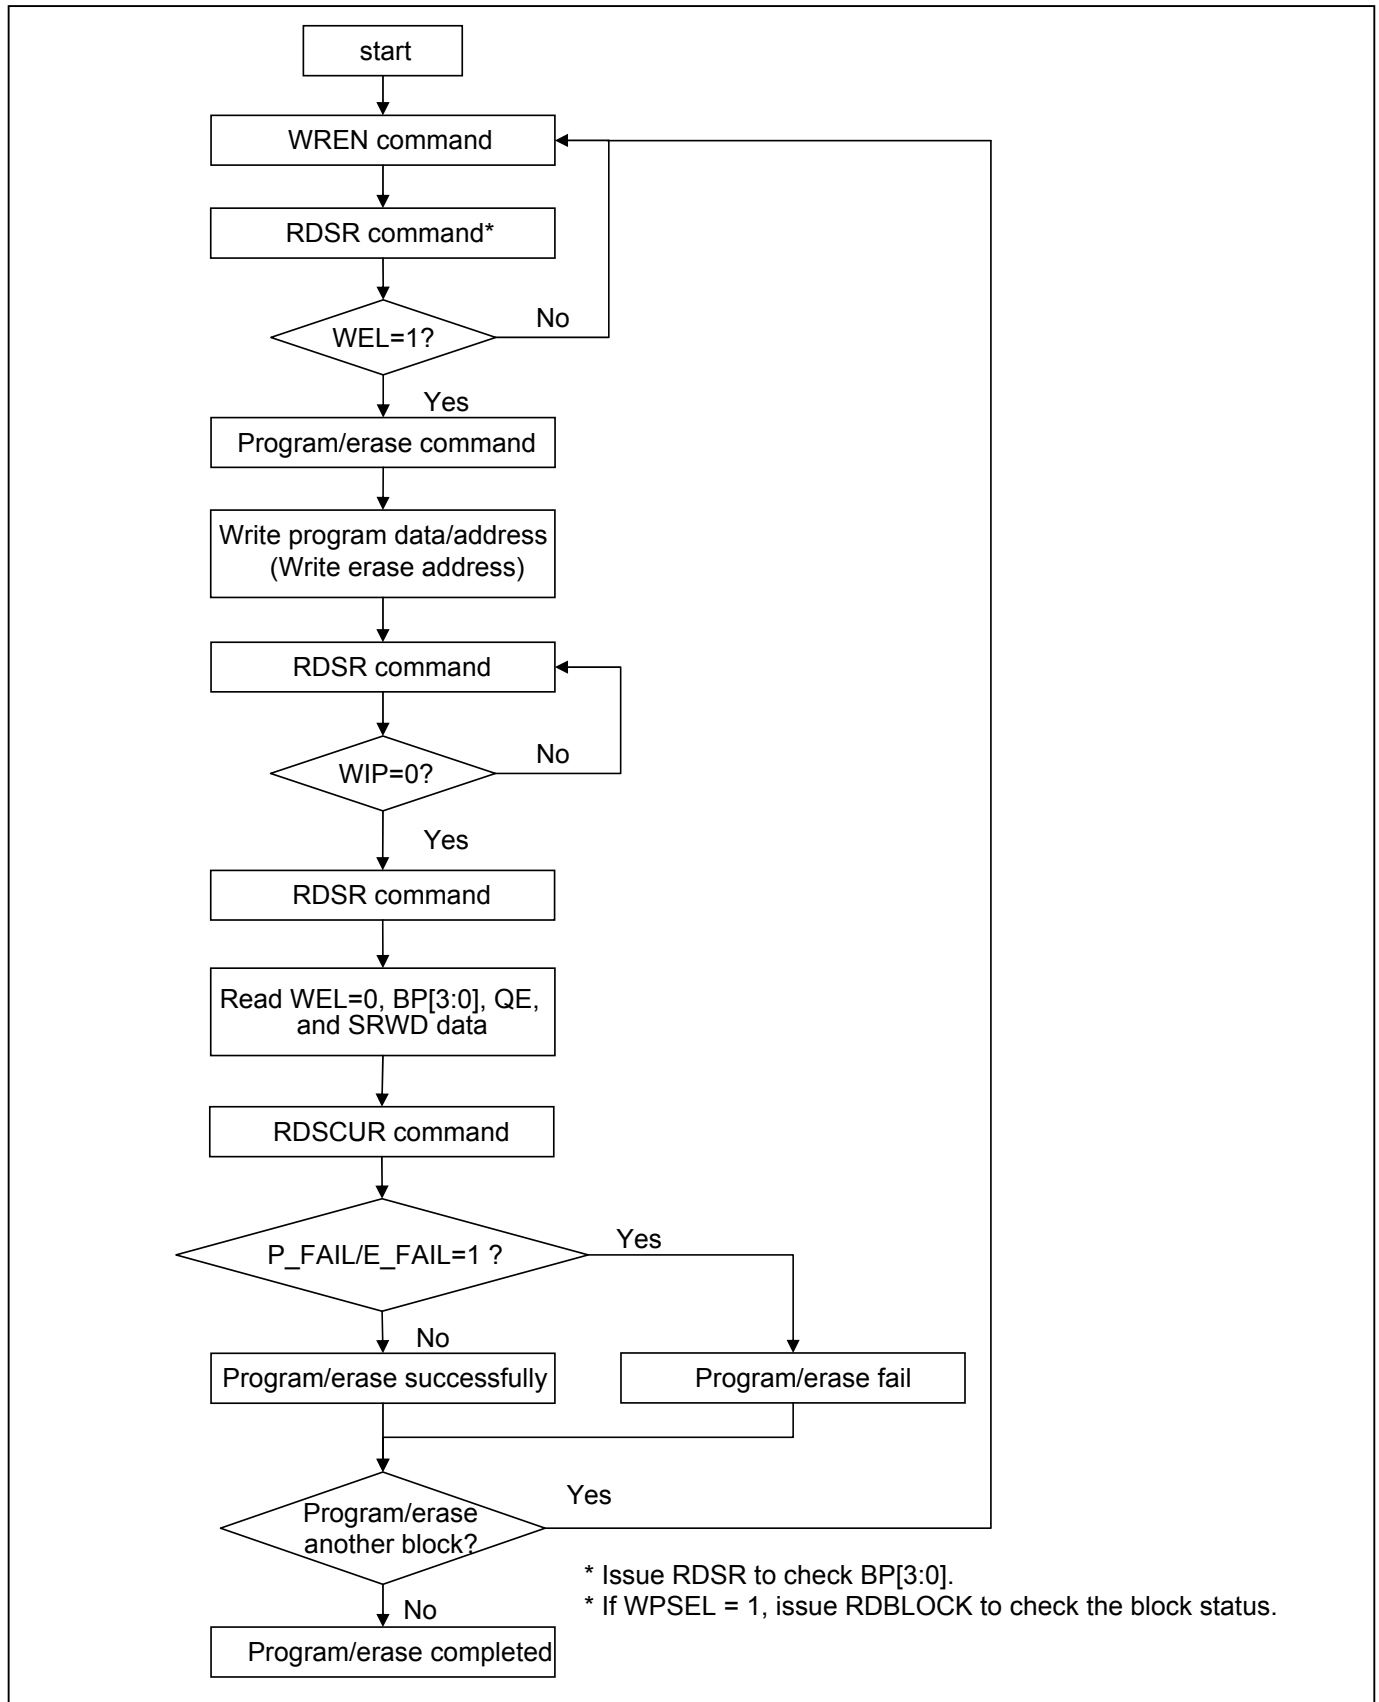 start
WREN command
RDSR command*
WEL=1?
No
Yes
Program/erase command
Write program data/address
(Write erase address)
RDSR command
WIP=0?
No
Yes
RDSR command
Read WEL=0, BP[3:0], QE,
and SRWD data
RDSCUR command
P_FAIL/E_FAIL=1 ?
Yes
No
Program/erase successfully
Program/erase fail
Program/erase
another block?
Yes
* Issue RDSR to check BP[3:0].
* If WPSEL = 1, issue RDBLOCK to check the block status.
No
Program/erase completed